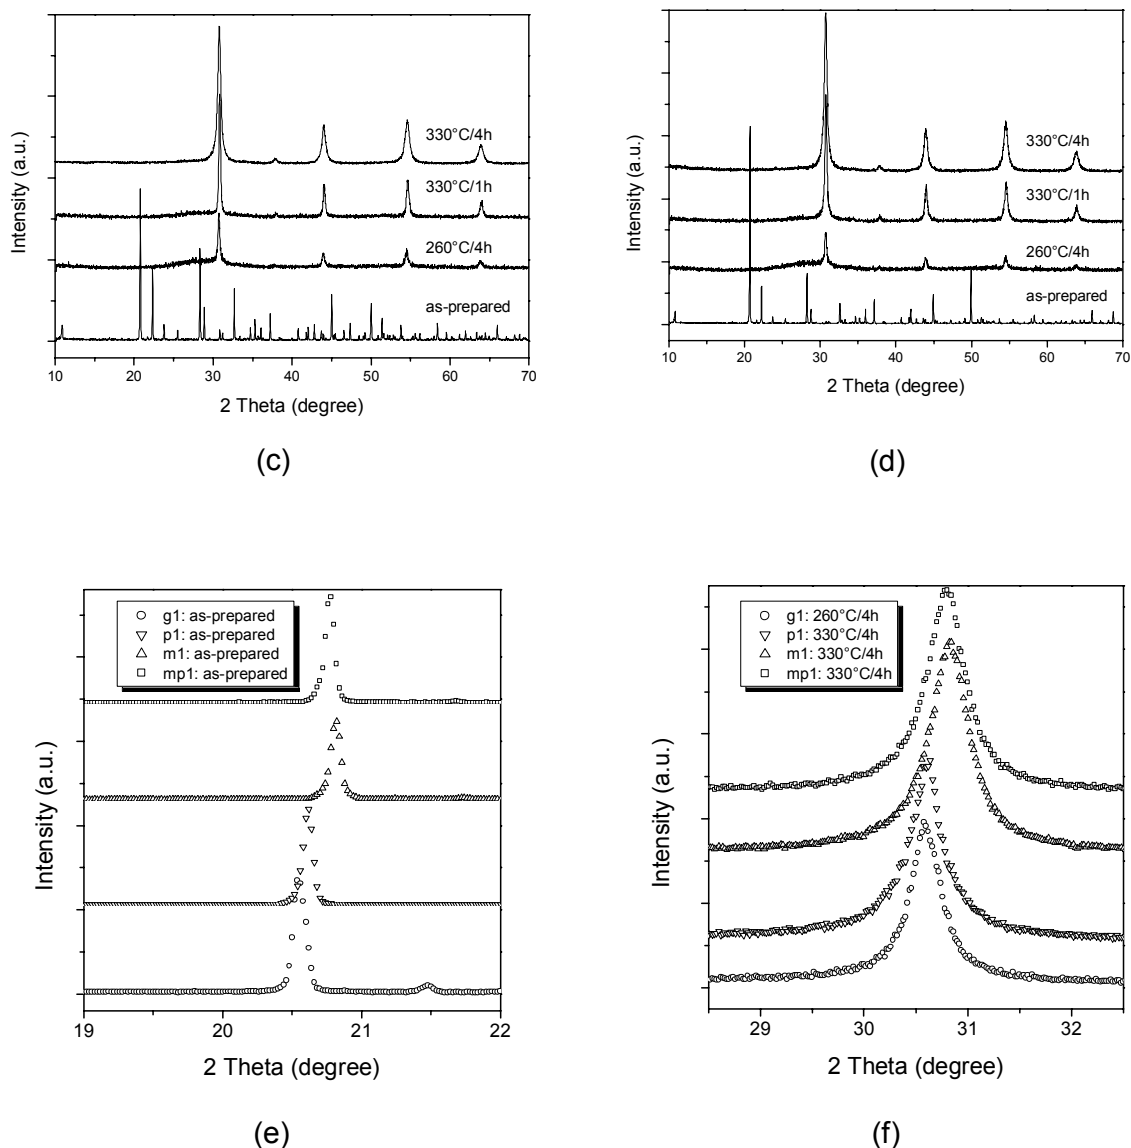 Intensity (a.u.)
330°C/4h
330°C/1h
260°C/4h
as-prepared
10 20 30 40 50 60 70
2 Theta (degree)
(c)
Intensity (a.u.)
330°C/4h
330°C/1h
260°C/4h
as-prepared
10 20 30 40 50 60 70
2 Theta (degree)
(d)
Intensity (a.u.)
g1: as-prepared
p1: as-prepared
m1: as-prepared
mp1: as-prepared
19 20 21 22
2 Theta (degree)
(e)
Intensity (a.u.)
g1: 260°C/4h
p1: 330°C/4h
m1: 330°C/4h
mp1: 330°C/4h
29 30 31 32
2 Theta (degree)
(f)